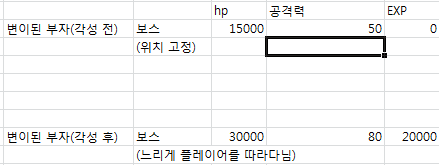 hp 공격력 EXP
변이된 부자(각성 전) 보스 15000 50 0
(위치 고정)
변이된 부자(각성 후) 보스 30000 80 20000
(느리게 플레이어를 따라다님)